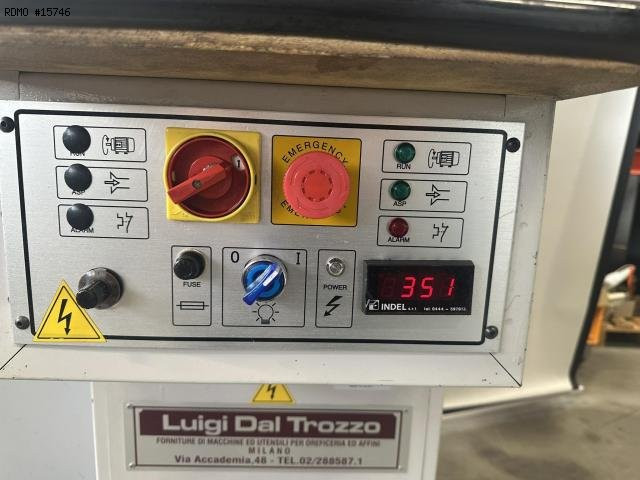 RDMO #15746
RUN
ASP
ALARM
EMERGENCY
RUN
ASP
ALARM
FUSE
O I
POWER
351
INDEL s.r.l.
Luigi Dal Trozzo
FORNITURE DI MACCHINE ED UTENSILI PER OREFICERIA ED AFFINI
MILANO
Via Accademia,48 - TEL.02/288587.1